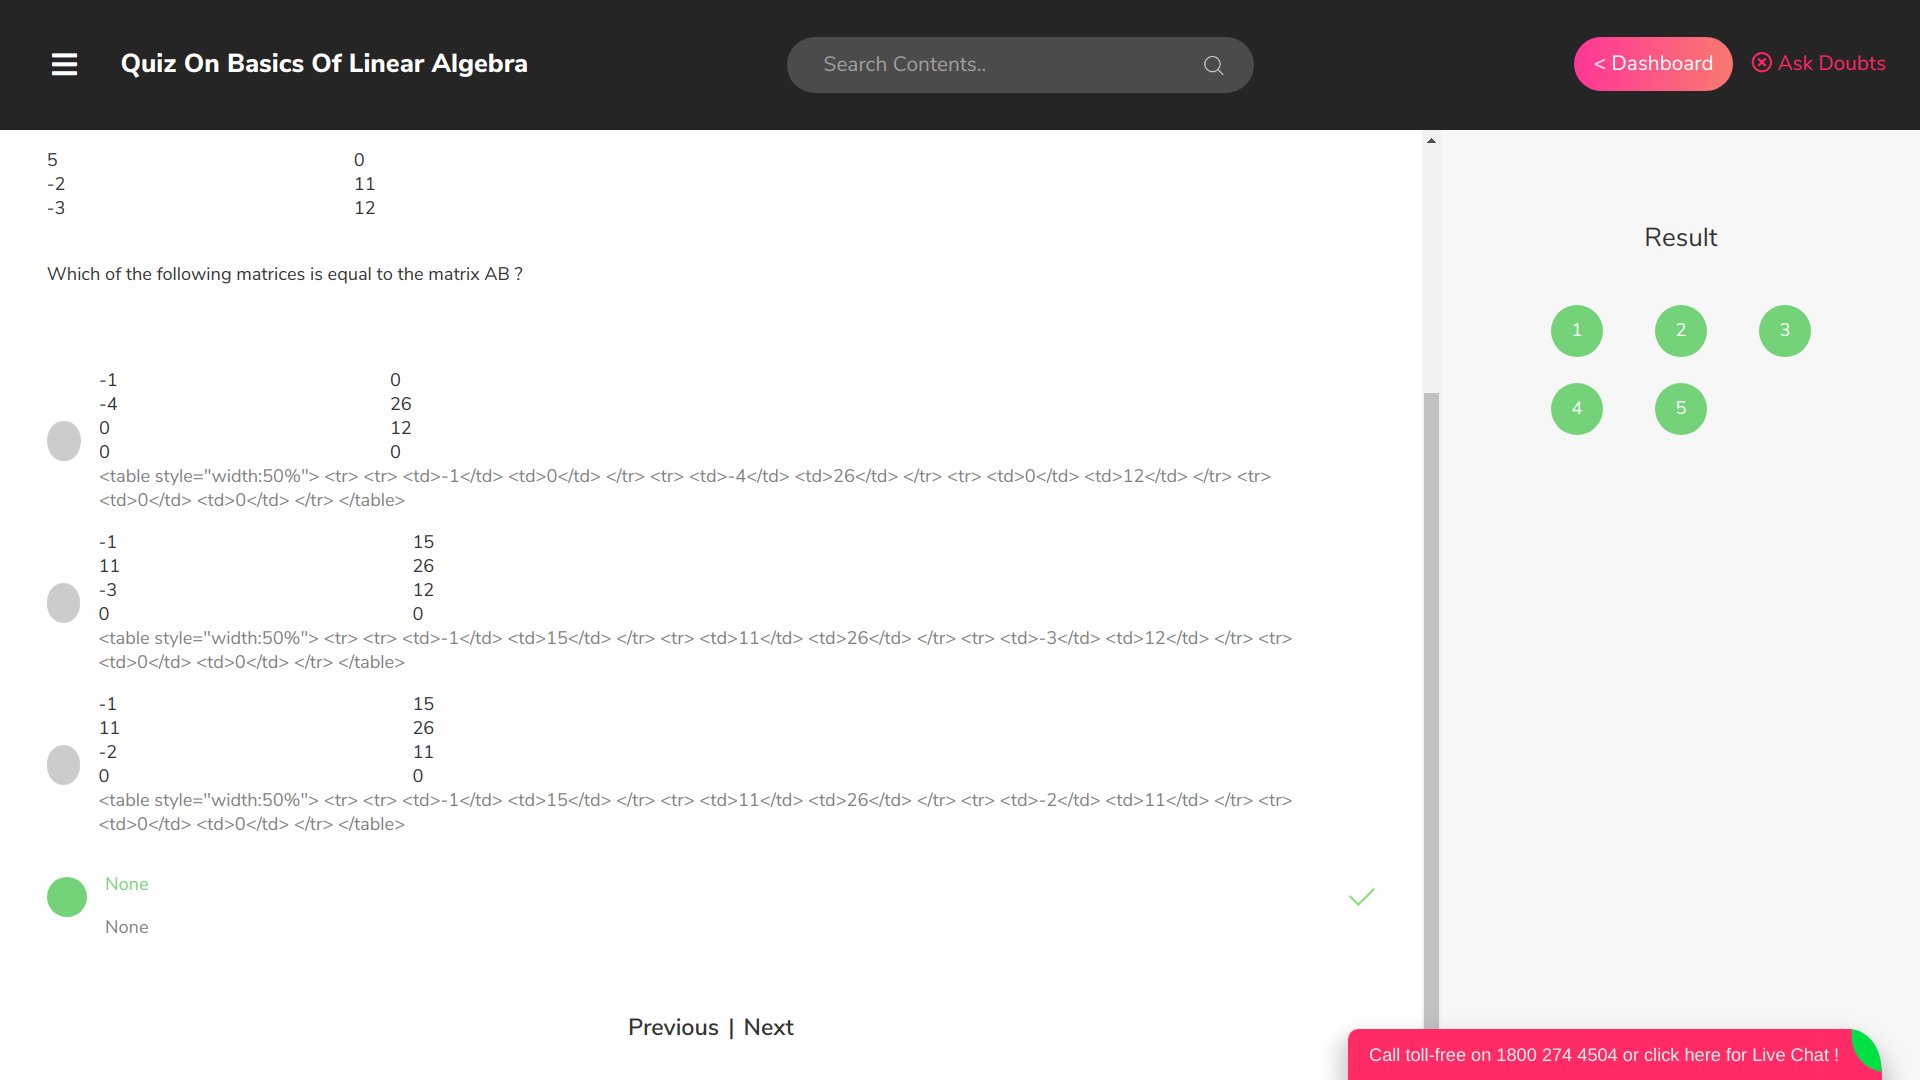 Quiz On Basics Of Linear Algebra
Search Contents..
< Dashboard
Ask Doubts
5 0
-2 11
-3 12
Which of the following matrices is equal to the matrix AB ?
-1 0
-4 26
0 12
0 0
<table style="width:50%"> <tr> <tr> <td>-1</td> <td>0</td> </tr> <tr> <td>-4</td> <td>26</td> </tr> <tr> <td>0</td> <td>12</td> </tr> <tr>
<td>0</td> <td>0</td> </tr> </table>
-1 15
11 26
-3 12
0 0
<table style="width:50%"> <tr> <tr> <td>-1</td> <td>15</td> </tr> <tr> <td>11</td> <td>26</td> </tr> <tr> <td>-3</td> <td>12</td> </tr> <tr>
<td>0</td> <td>0</td> </tr> </table>
-1 15
11 26
-2 11
0 0
<table style="width:50%"> <tr> <tr> <td>-1</td> <td>15</td> </tr> <tr> <td>11</td> <td>26</td> </tr> <tr> <td>-2</td> <td>11</td> </tr> <tr>
<td>0</td> <td>0</td> </tr> </table>
None
None
Previous | Next
Result
1 2 3
4 5
Call toll-free on 1800 274 4504 or click here for Live Chat !